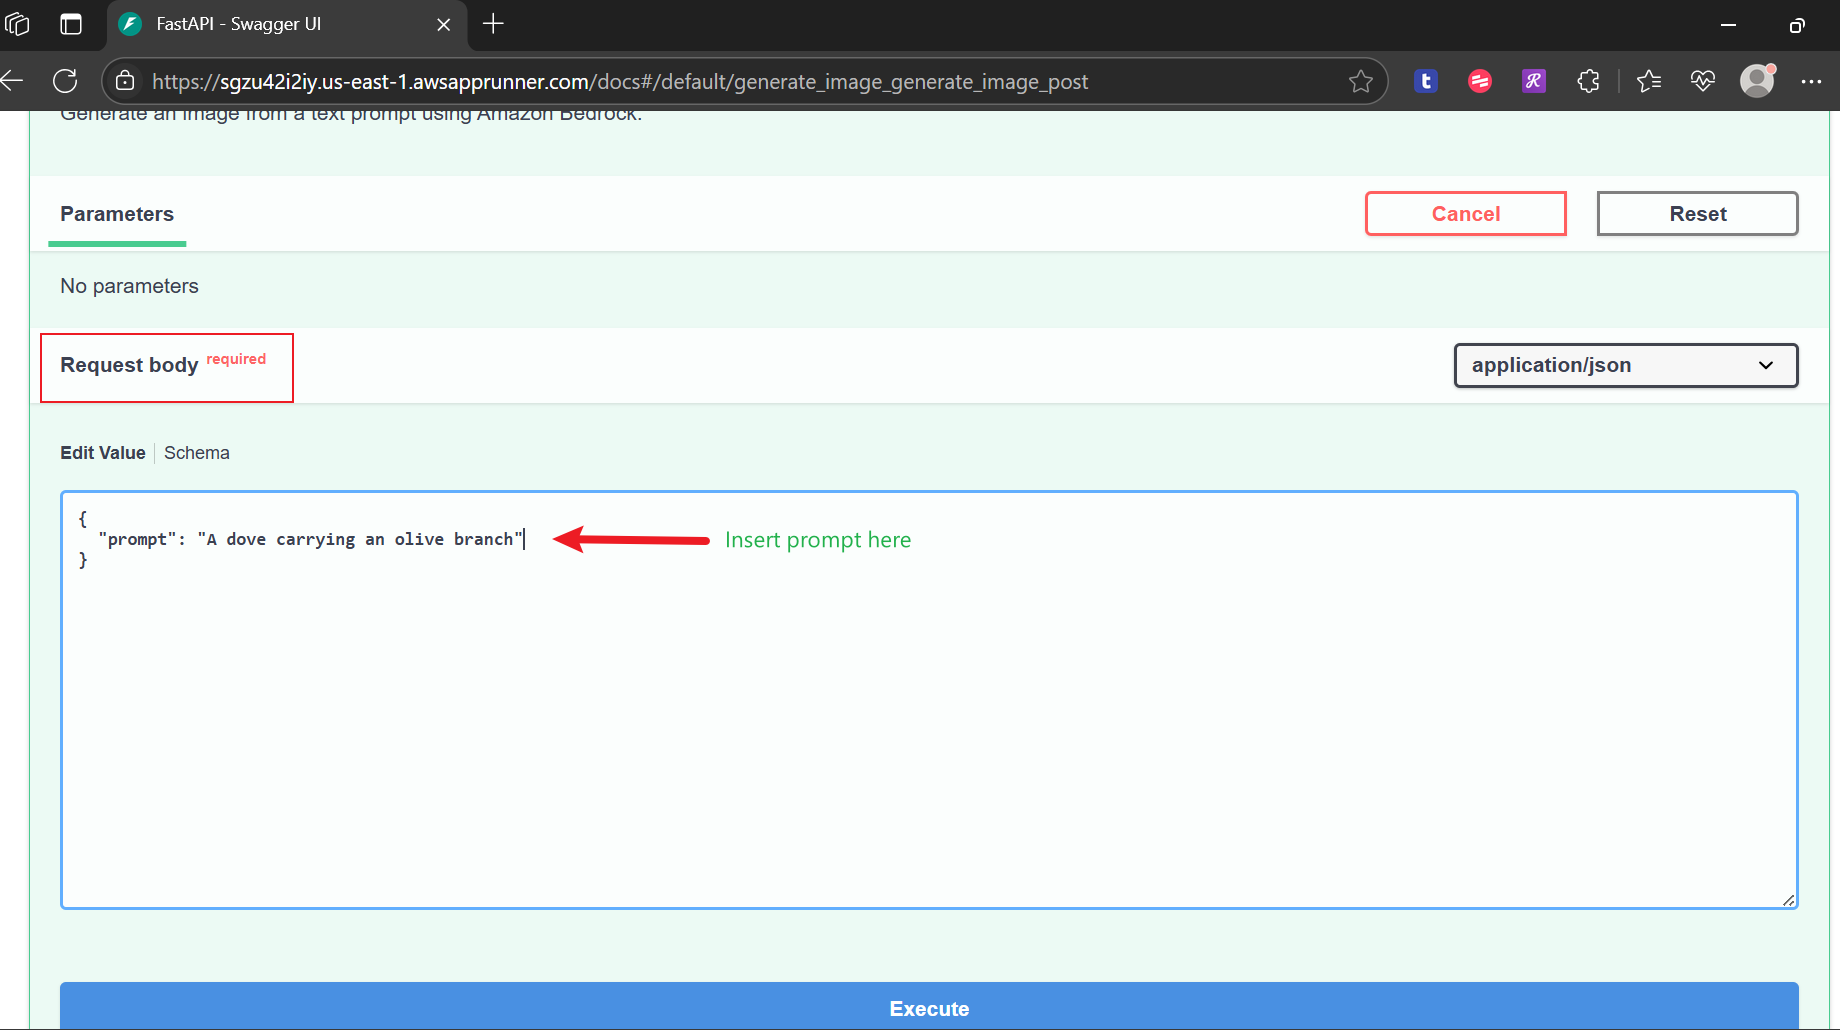 FastAPI - Swagger UI
https://sgzu42i2iy.us-east-1.awsapprunner.com/docs#/default/generate_image_generate_image_post
Generate an image from a text prompt using Amazon Bedrock.
Parameters
Cancel
Reset
No parameters
Request body required
application/json
Edit Value
Schema
{
"prompt": "A dove carrying an olive branch"
Insert prompt here
}
Execute